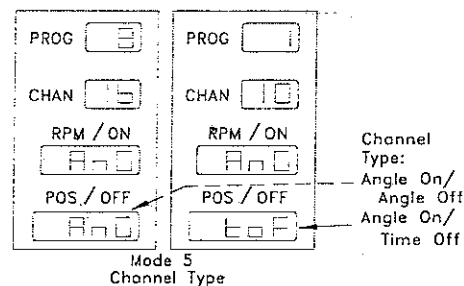 PROG 3
CHAN 16
RPM / ON
AnG
POS / OFF
AnG
PROG 1
CHAN 10
RPM / ON
AnG
POS / OFF
toF
Channel
Type:
Angle On/
Angle Off
Angle On/
Time Off
Mode 5
Channel Type